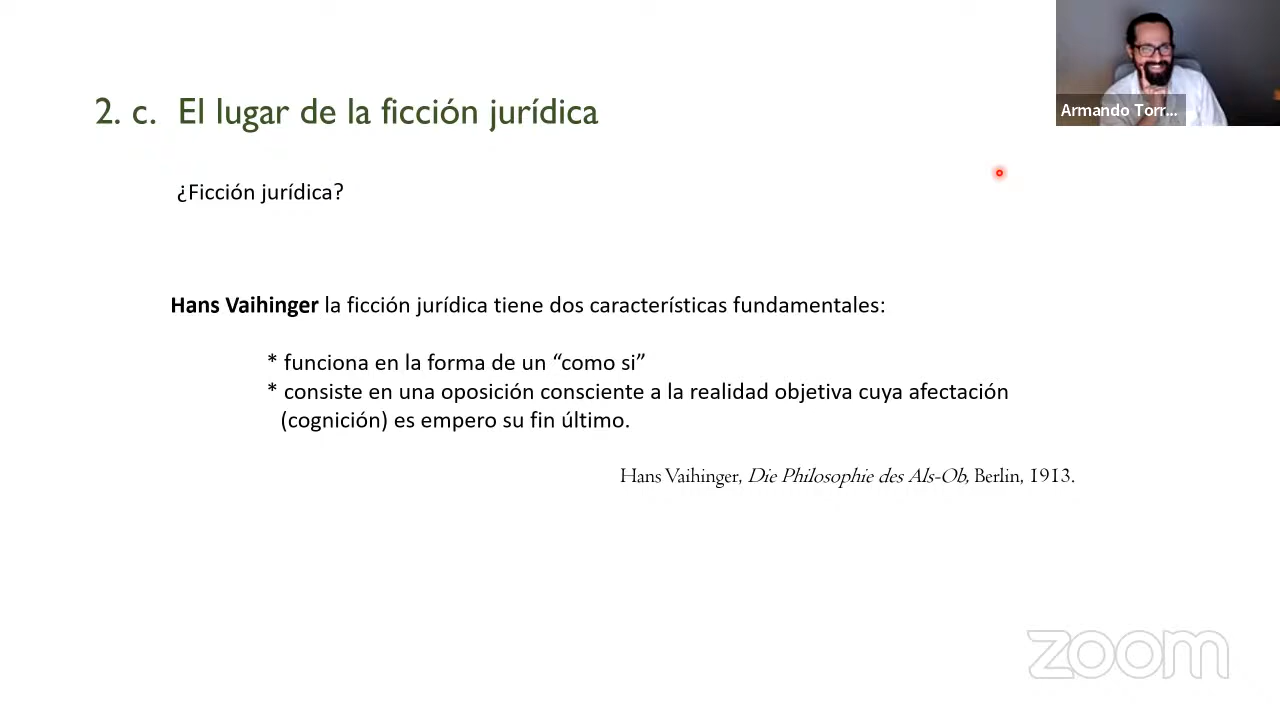 2. c. El lugar de la ficción jurídica
Armando Torr...
¿Ficción jurídica?
Hans Vaihinger la ficción jurídica tiene dos características fundamentales:
* funciona en la forma de un “como si”
* consiste en una oposición consciente a la realidad objetiva cuya afectación
(cognición) es empero su fin último.
Hans Vaihinger, Die Philosophie des Als-Ob, Berlin, 1913.
zoom